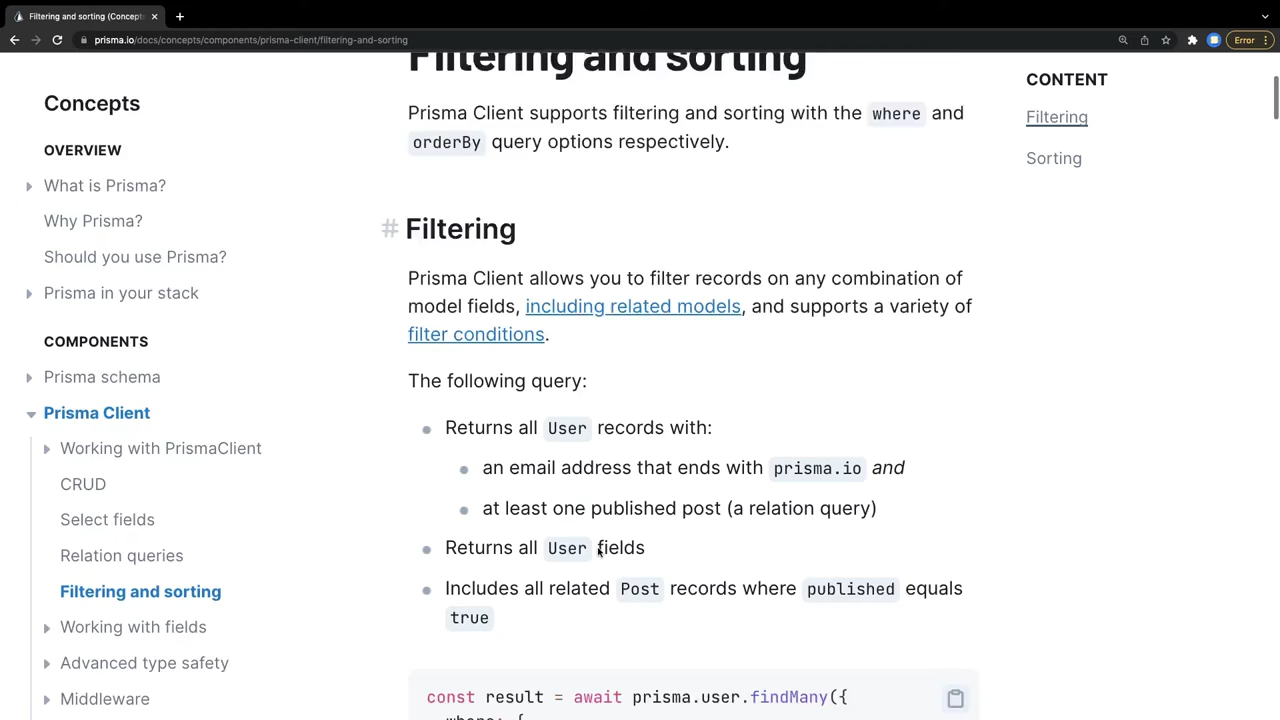 Filtering and sorting (Concepts
prisma.io/docs/concepts/components/prisma-client/filtering-and-sorting
Error
Concepts
OVERVIEW
What is Prisma?
Why Prisma?
Should you use Prisma?
Prisma in your stack
COMPONENTS
Prisma schema
Prisma Client
Working with PrismaClient
CRUD
Select fields
Relation queries
Filtering and sorting
Working with fields
Advanced type safety
Middleware
Filtering and sorting
Prisma Client supports filtering and sorting with the where and
orderBy query options respectively.
# Filtering
Prisma Client allows you to filter records on any combination of
model fields, including related models, and supports a variety of
filter conditions.
The following query:
Returns all User records with:
an email address that ends with prisma.io and
at least one published post (a relation query)
Returns all User fields
Includes all related Post records where published equals
true
const result = await prisma.user.findMany({
where: {
CONTENT
Filtering
Sorting